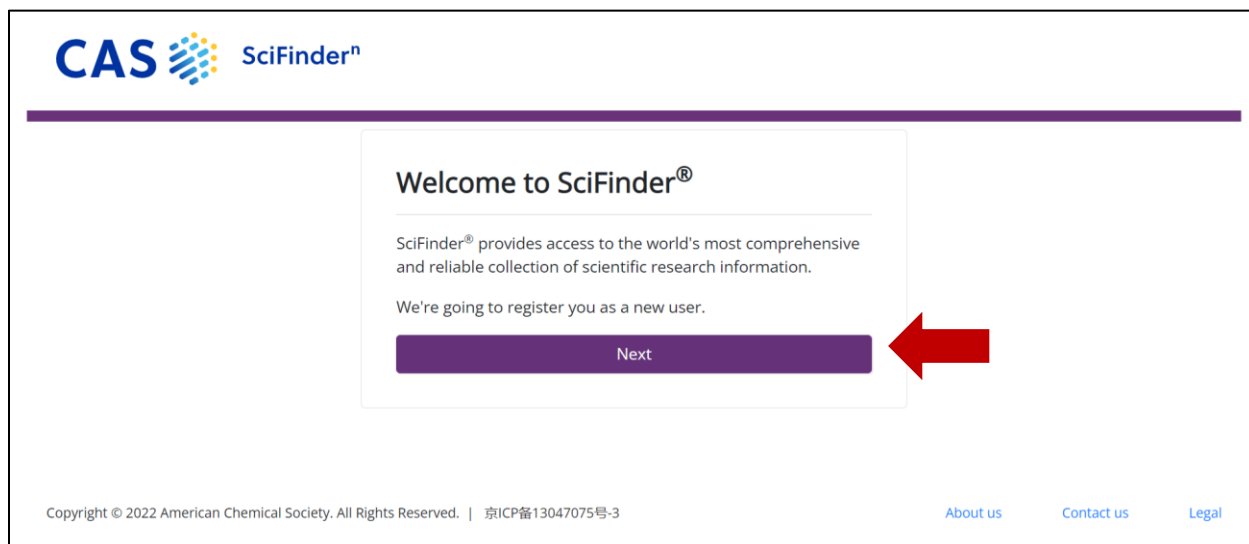 CAS SciFinderⁿ
Welcome to SciFinder®
SciFinder® provides access to the world's most comprehensive
and reliable collection of scientific research information.
We're going to register you as a new user.
Next
Copyright © 2022 American Chemical Society. All Rights Reserved. | 京ICP备13047075号-3 About us Contact us Legal